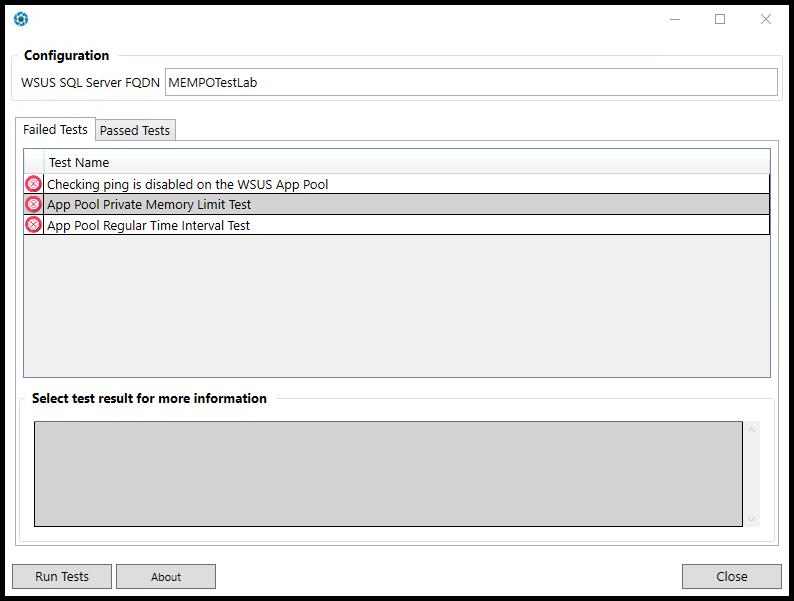 Configuration
WSUS SQL Server FQDN MEMPOTestLab
Failed Tests Passed Tests
Test Name
Checking ping is disabled on the WSUS App Pool
App Pool Private Memory Limit Test
App Pool Regular Time Interval Test
Select test result for more information
Run Tests About Close